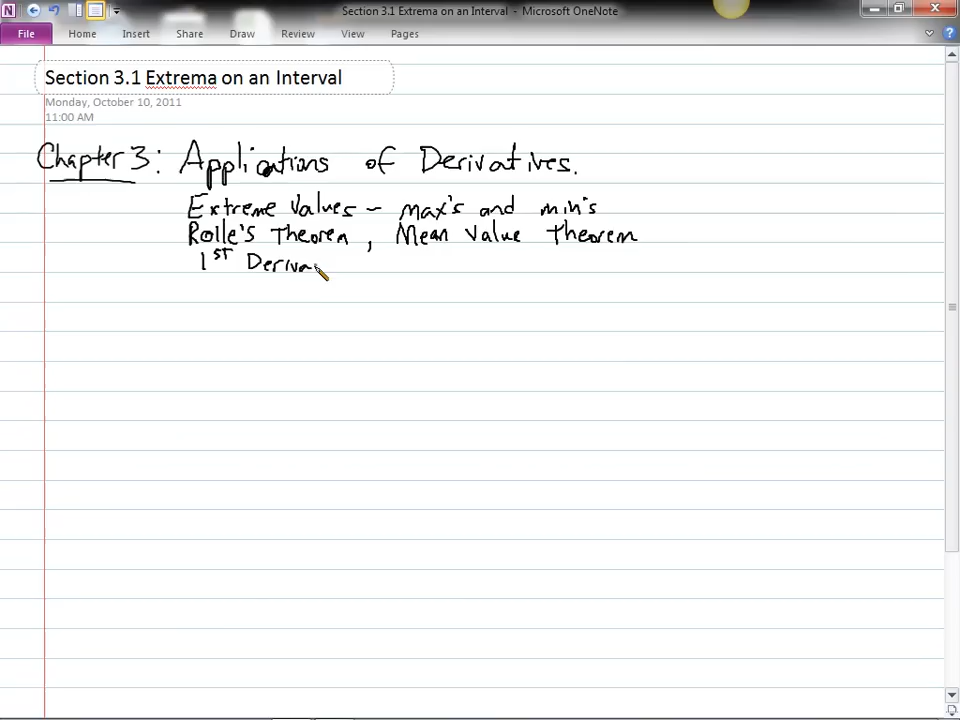 Section 3.1 Extrema on an Interval - Microsoft OneNote
File Home Insert Share Draw Review View Pages
Section 3.1 Extrema on an Interval
Monday, October 10, 2011
11:00 AM
Chapter 3: Applications of Derivatives.
Extreme Values - max's and min's
Rolle's Theorem, Mean Value Theorem
1st Deriva